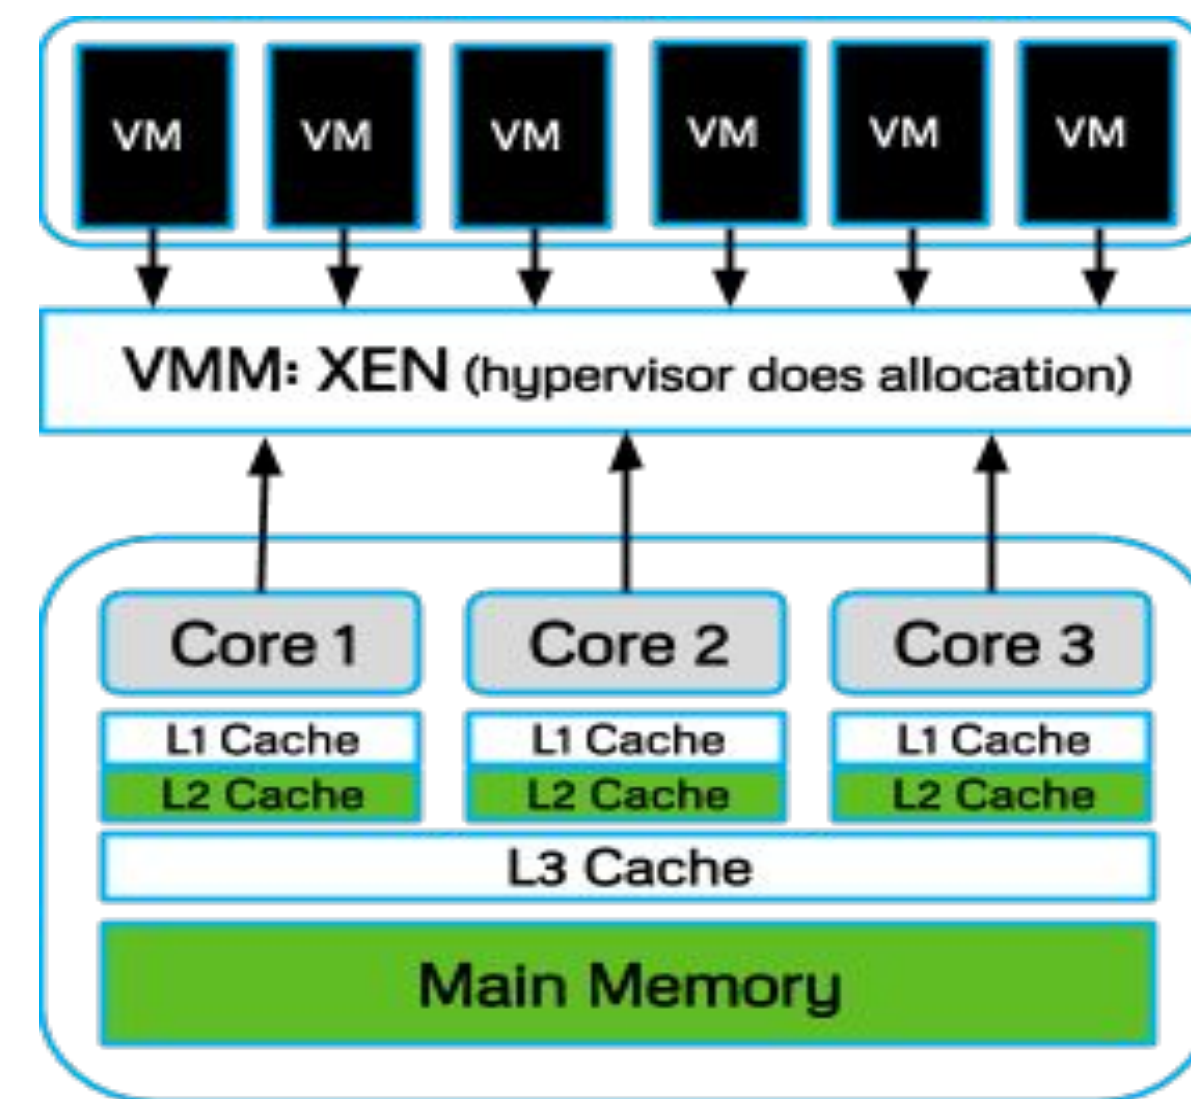 VM VM VM VM VM VM
VMM: XEN (hypervisor does allocation)
Core 1 Core 2 Core 3
L1 Cache L1 Cache L1 Cache
L2 Cache L2 Cache L2 Cache
L3 Cache
Main Memory